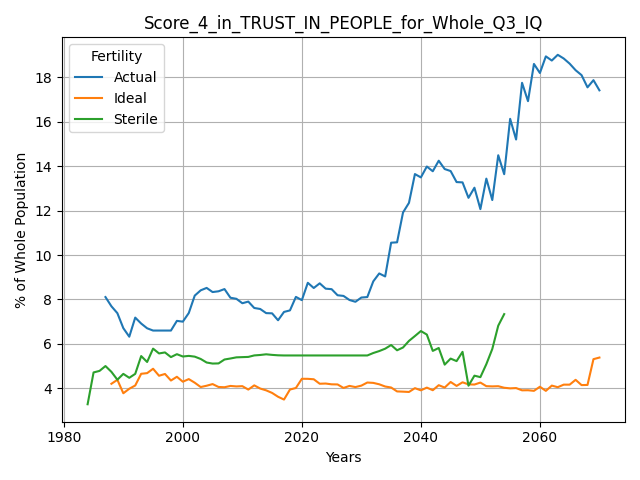 Score_4_in_TRUST_IN_PEOPLE_for_Whole_Q3_IQ
Fertility
Actual
Ideal
Sterile
% of Whole Population
18
16
14
12
10
8
6
4
1980
2000
2020
2040
2060
Years